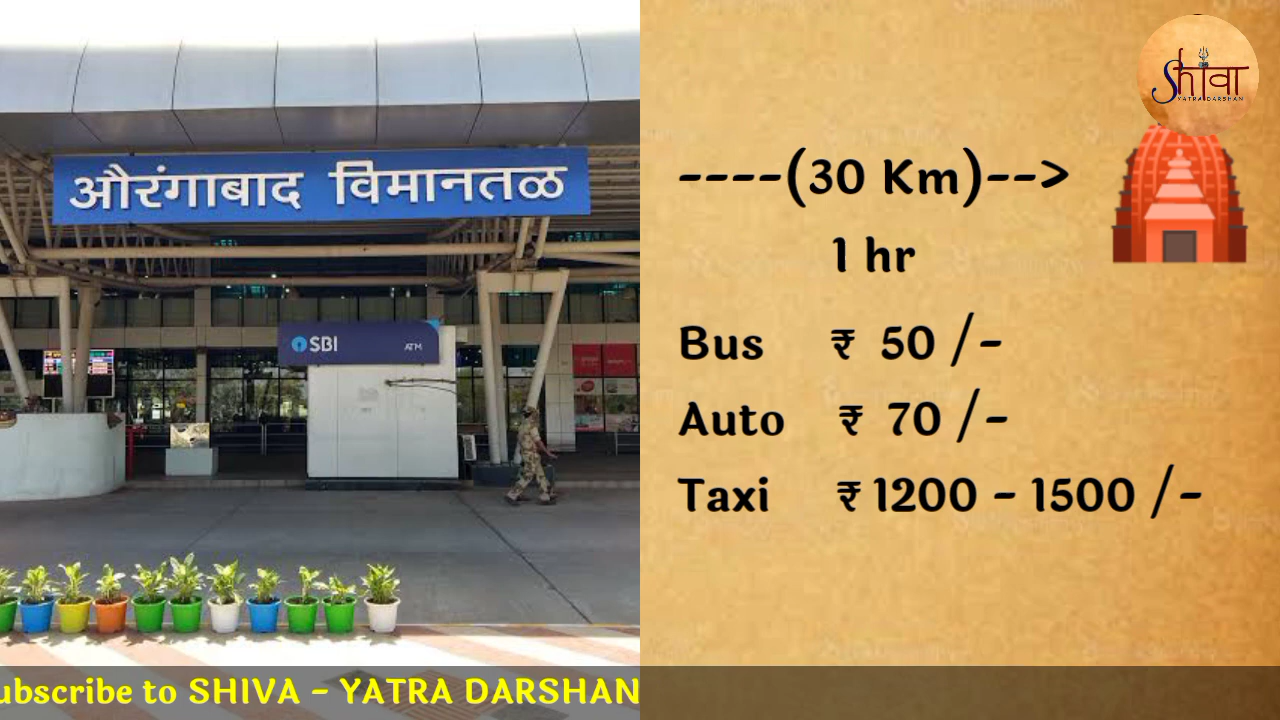 औरंगाबाद विमानतळ
SBI
ATM
शिवा
YATRA DARSHAN
----(30 Km)-->
1 hr
Bus ₹ 50 /-
Auto ₹ 70 /-
Taxi ₹ 1200 - 1500 /-
ubscribe to SHIVA - YATRA DARSHAN